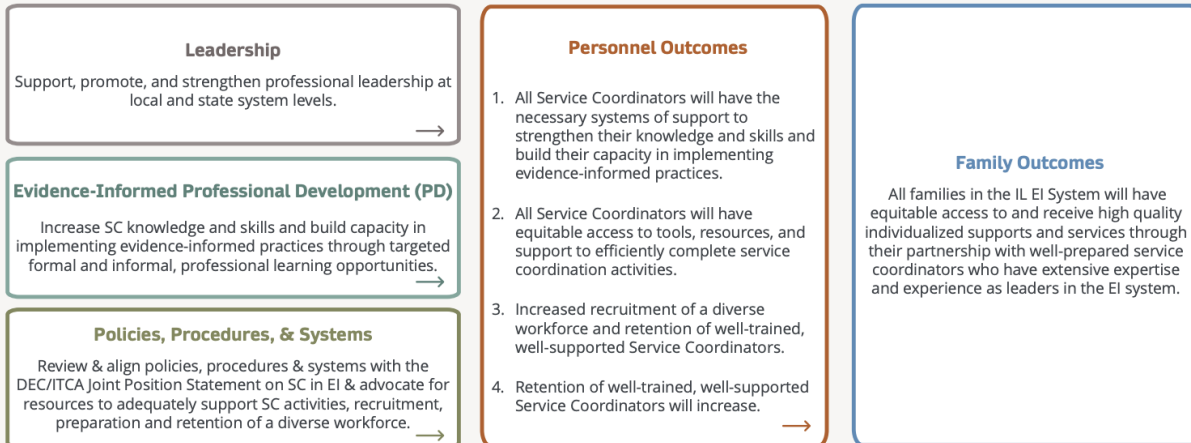 Leadership
Support, promote, and strengthen professional leadership at
local and state system levels.
Evidence-Informed Professional Development (PD)
Increase SC knowledge and skills and build capacity in
implementing evidence-informed practices through targeted
formal and informal, professional learning opportunities.
Policies, Procedures, & Systems
Review & align policies, procedures & systems with the
DEC/ITCA Joint Position Statement on SC in EI & advocate for
resources to adequately support SC activities, recruitment,
preparation and retention of a diverse workforce.
Personnel Outcomes
1. All Service Coordinators will have the
necessary systems of support to
strengthen their knowledge and skills and
build their capacity in implementing
evidence-informed practices.
2. All Service Coordinators will have
equitable access to tools, resources, and
support to efficiently complete service
coordination activities.
3. Increased recruitment of a diverse
workforce and retention of well-trained,
well-supported Service Coordinators.
4. Retention of well-trained, well-supported
Service Coordinators will increase.
Family Outcomes
All families in the IL EI System will have
equitable access to and receive high quality
individualized supports and services through
their partnership with well-prepared service
coordinators who have extensive expertise
and experience as leaders in the EI system.